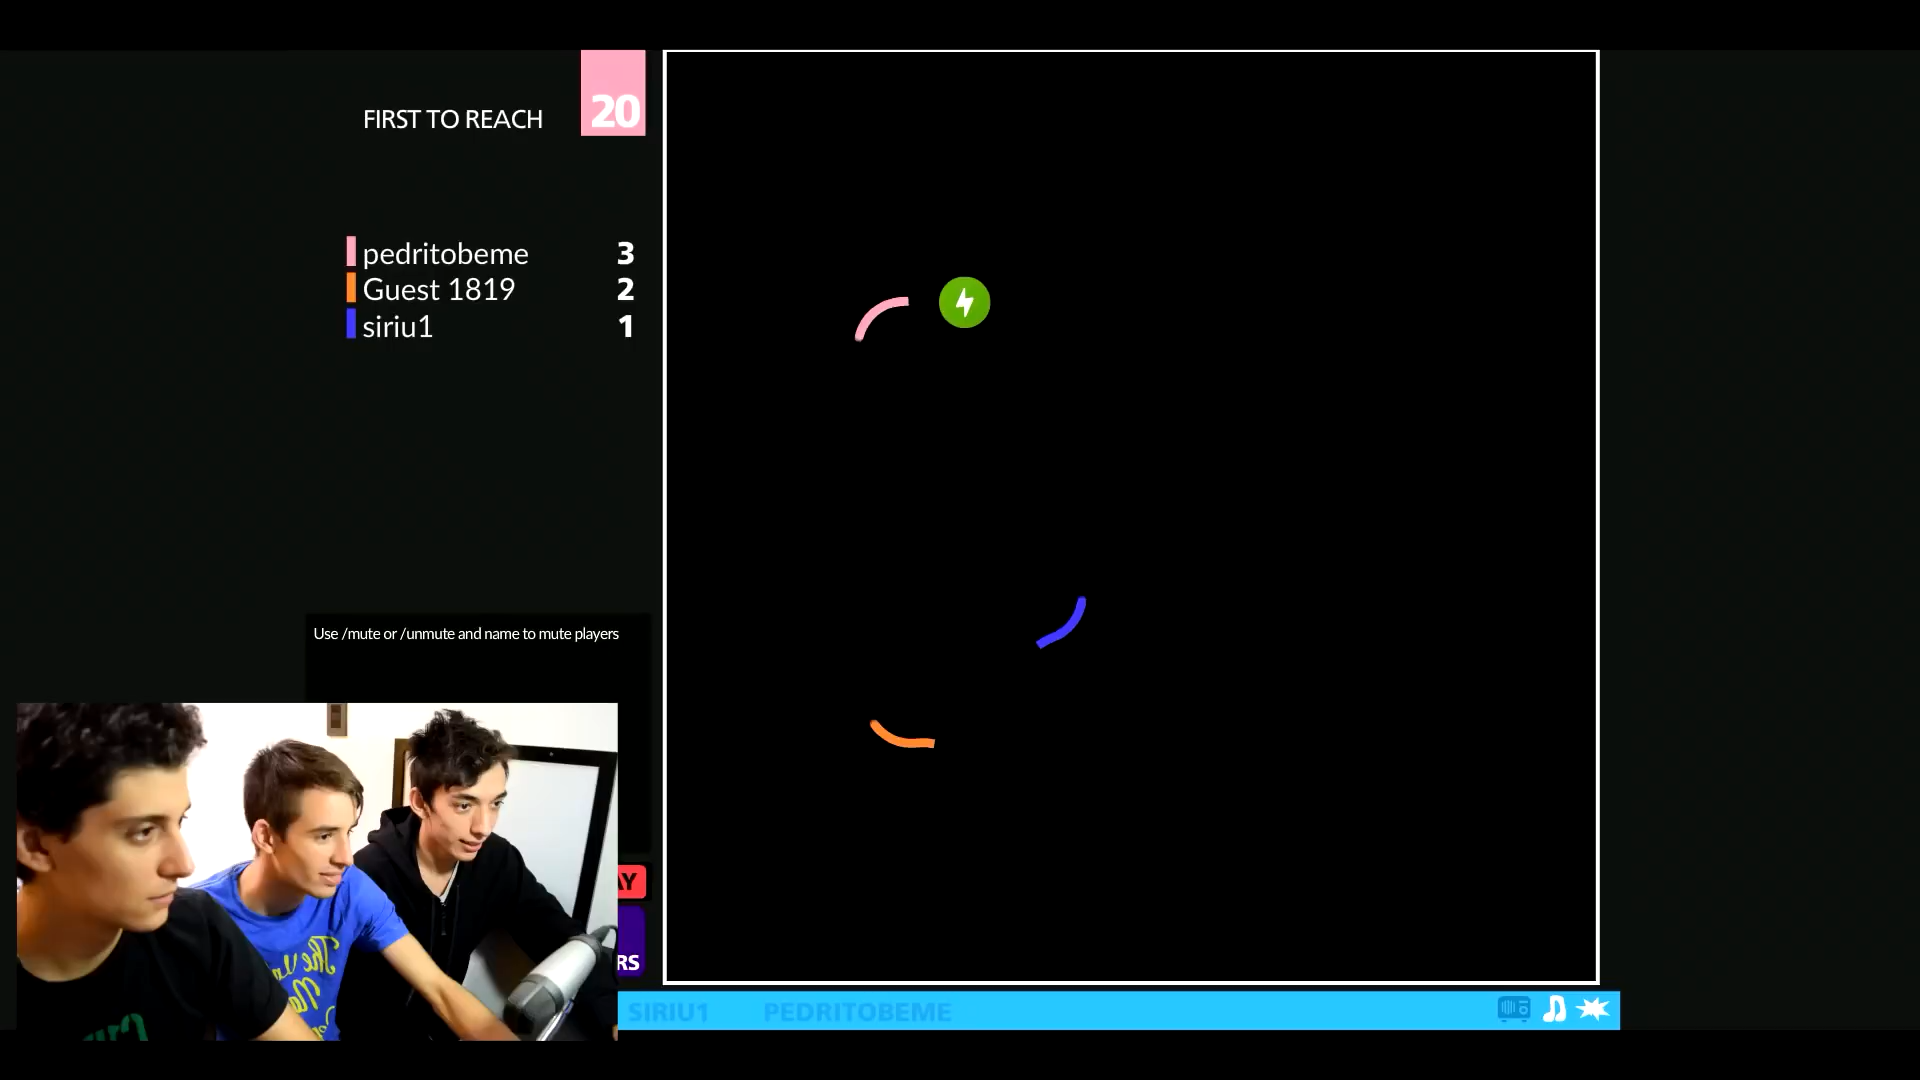 FIRST TO REACH 20
pedritobeme 3
Guest 1819 2
siriu1 1
Use /mute or /unmute and name to mute players
SIRIU1 PEDRITOBEME